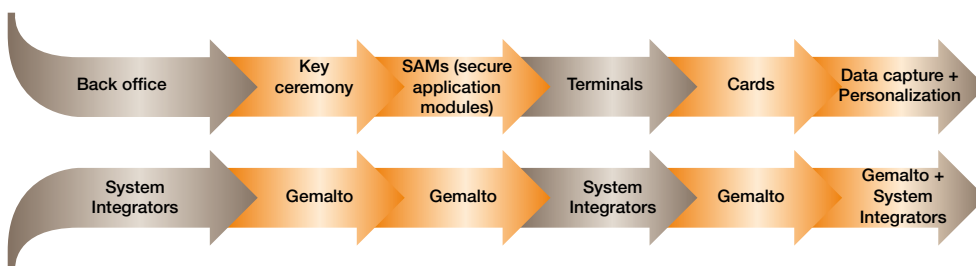 Back office
Key
ceremony
SAMs (secure
application
modules)
Terminals
Cards
Data capture +
Personalization
System
Integrators
Gemalto
Gemalto
System
Integrators
Gemalto
Gemalto +
System
Integrators